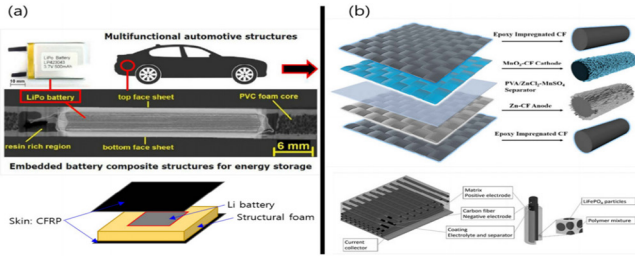 (a)
Multifunctional automotive structures
LiPo Battery
3.7V 500mAh
10 mm
top face sheet
PVC foam core
LiPo battery
resin rich region
bottom face sheet
6 mm
Embedded battery composite structures for energy storage
Skin: CFRP
Li battery
Structural foam
(b)
Epoxy Impregnated CF
MnO₂-CF Cathode
PVA/ZnCl₂-MnSO₄
Separator
Zn-CF Anode
Epoxy Impregnated CF
Matrix
Positive electrode
Carbon fiber
Negative electrode
Coating
Electrolyte and separator
Current
collector
LiFePO₄ particles
Polymer mixture